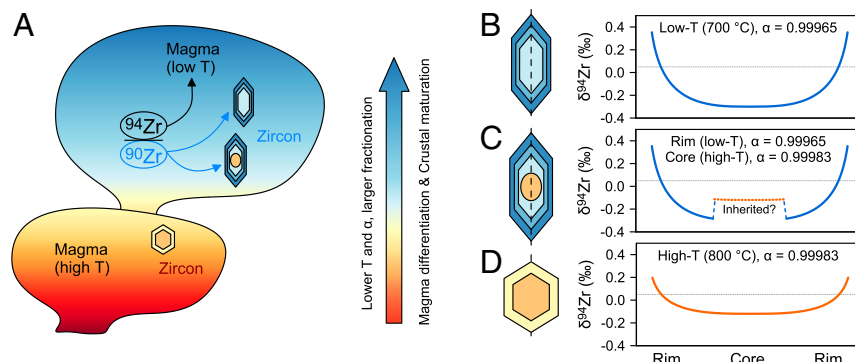 A
Magma
(low T)
94Zr
90Zr
Zircon
Magma
(high T)
Zircon
Lower T and α, larger fractionation
Magma differentiation & Crustal maturation
B
δ94Zr (‰)
0.4
0.2
0.0
-0.2
-0.4
Low-T (700 °C), α = 0.99965
C
δ94Zr (‰)
0.4
0.2
0.0
-0.2
-0.4
Rim (low-T), α = 0.99965
Core (high-T), α = 0.99983
Inherited?
D
δ94Zr (‰)
0.4
0.2
0.0
-0.2
-0.4
High-T (800 °C), α = 0.99983
Rim Core Rim